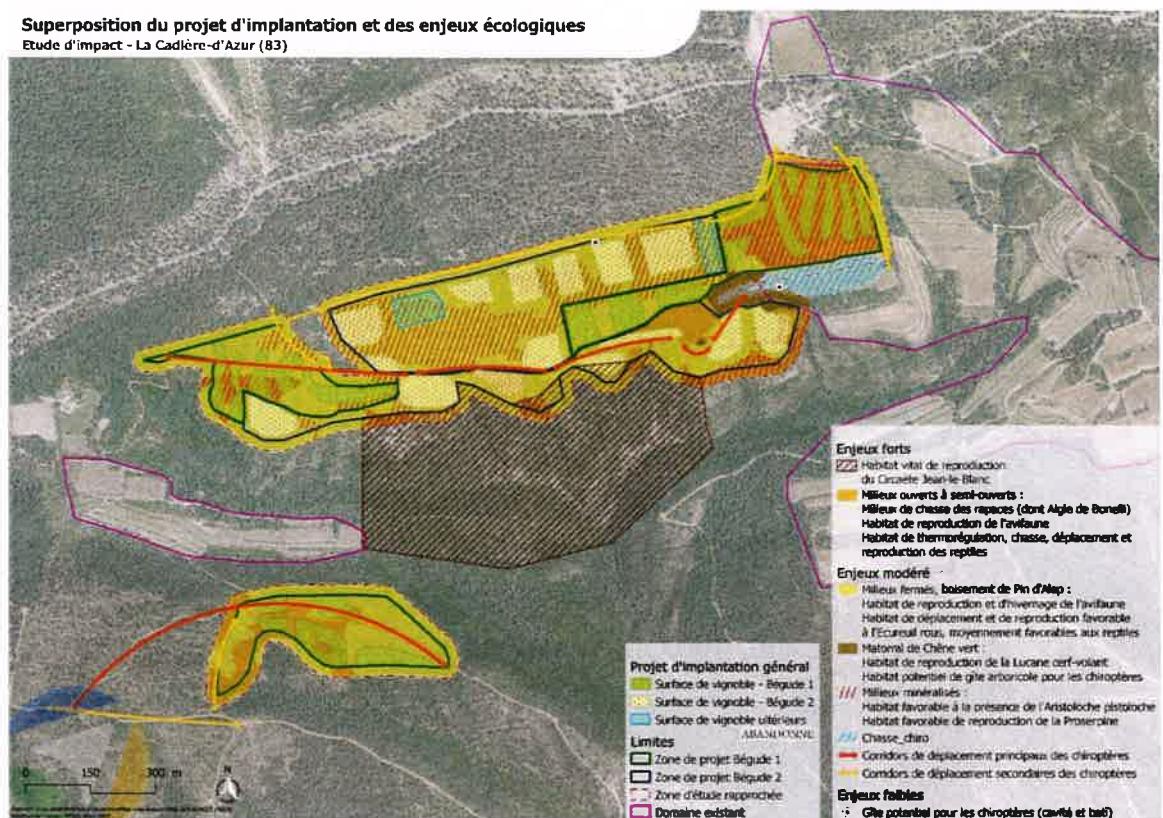 Superposition du projet d'implantation et des enjeux écologiques
Etude d'impact - La Cadière-d'Azur (83)
Enjeux forts
Habitat vital de reproduction
du Circaète Jean-le-Blanc
Milieux ouverts à semi-ouverts :
Milieux de chasse des rapaces (dont Aigle de Bonelli)
Habitat de reproduction de l'avifaune
Habitat de thermorégulation, chasse, déplacement et
reproduction des reptiles
Enjeux modéré
Milieux fermés, boisement de Pin d'Alep :
Habitat de reproduction et d'hivernage de l'avifaune
Habitat de déplacement et de reproduction favorable
à l'Ecureuil roux, moyennement favorables aux reptiles
Matorral de Chêne vert :
Habitat de reproduction de la Lucane cerf-volant
Habitat potentiel de gîte arboricole pour les chiroptères
Milieux minéralisés :
Habitat favorable à la présence de l'Aristoloche pistoloche
Habitat favorable de reproduction de la Proserpine
Chasse_chiro
Corridors de déplacement principaux des chiroptères
Corridors de déplacement secondaires des chiroptères
Enjeux faibles
Gîte potentiel pour les chiroptères (cavité et bati)
Projet d'implantation général
Surface de vignoble - Bégude 1
Surface de vignoble - Bégude 2
Surface de vignoble ultérieurs
ABANDONNE
Limites
Zone de projet Bégude 1
Zone de projet Bégude 2
Zone d'étude rapprochée
Domaine existant
0 150 300 m
N